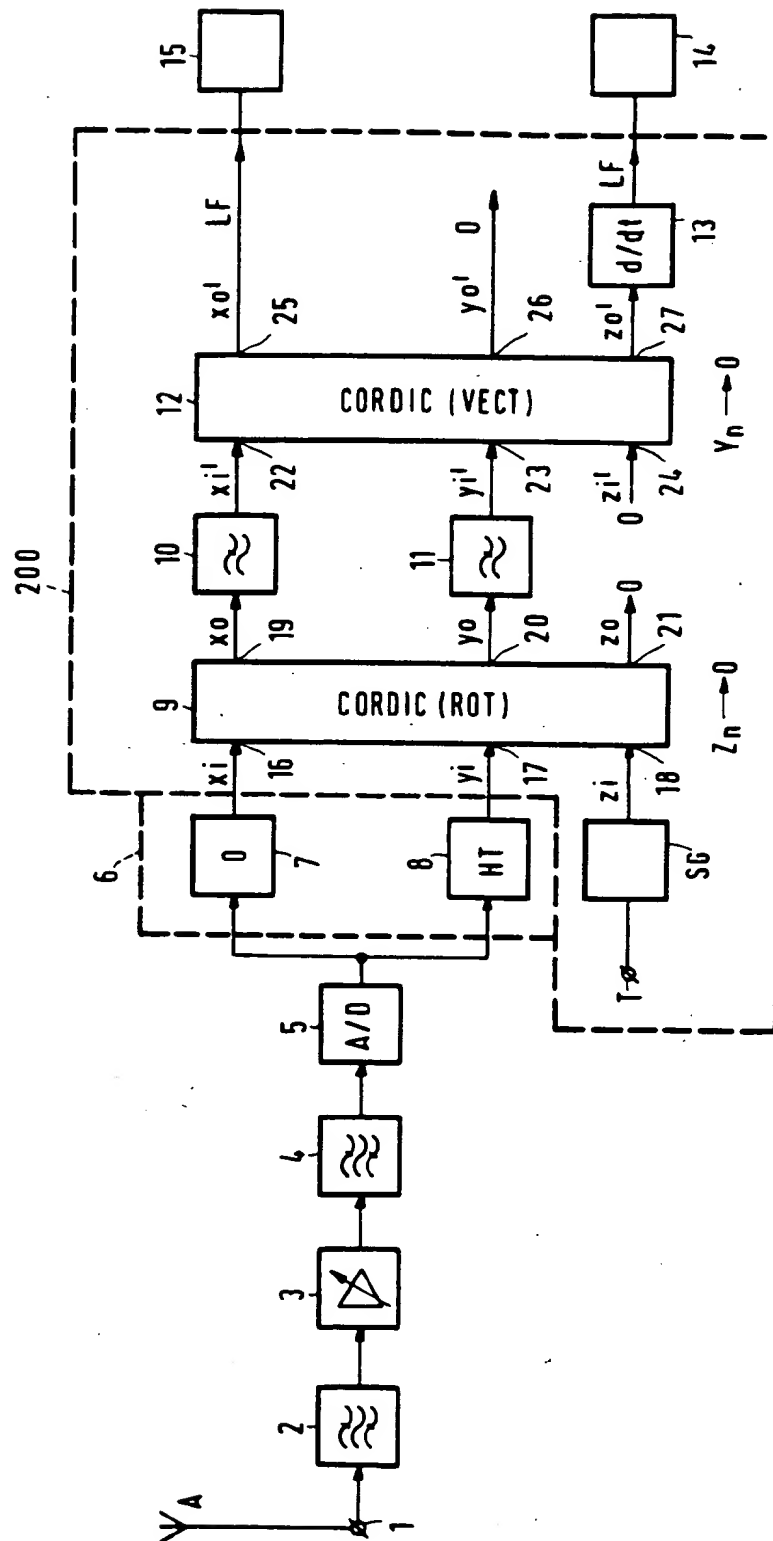 A
1
2
3
4
5
A/D
6
7
D
8
HT
T
SG
xi
16
yi
17
zi
18
9
CORDIC (ROT)
xo
19
yo
20
zo
21
0
Zn → 0
200
10
11
xi'
22
yi'
23
zi'
24
0
12
CORDIC (VECT)
xo'
25
LF
yo'
26
0
zo'
27
Yn → 0
d/dt
13
LF
15
14